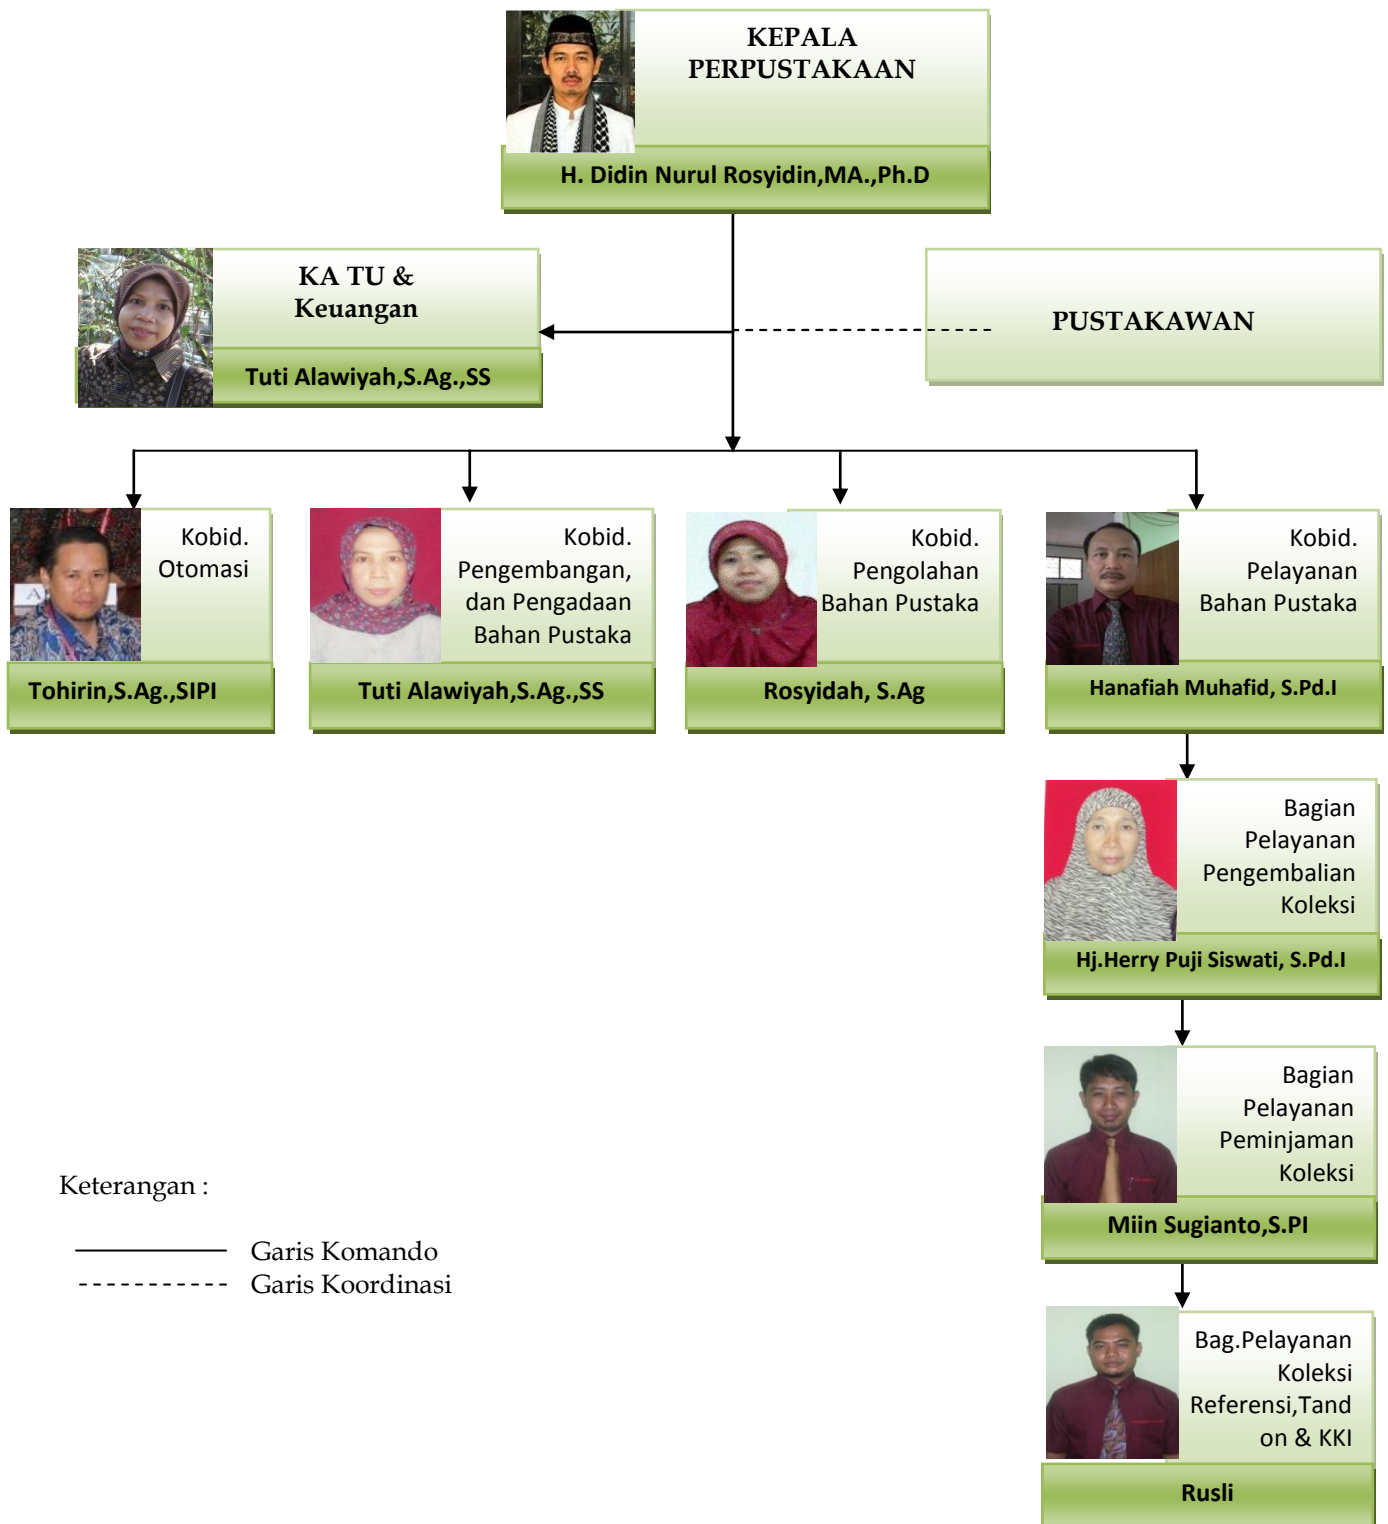 KEPALA
PERPUSTAKAAN
H. Didin Nurul Rosyidin,MA.,Ph.D
KA TU &
Keuangan
Tuti Alawiyah,S.Ag.,SS
PUSTAKAWAN
Kobid.
Otomasi
Tohirin,S.Ag.,SIPI
Kobid.
Pengembangan,
dan Pengadaan
Bahan Pustaka
Tuti Alawiyah,S.Ag.,SS
Kobid.
Pengolahan
Bahan Pustaka
Rosyidah, S.Ag
Kobid.
Pelayanan
Bahan Pustaka
Hanafiah Muhafid, S.Pd.I
Bagian
Pelayanan
Pengembalian
Koleksi
Hj.Herry Puji Siswati, S.Pd.I
Bagian
Pelayanan
Peminjaman
Koleksi
Miin Sugianto,S.PI
Bag.Pelayanan
Koleksi
Referensi,Tand
on & KKI
Rusli
Keterangan :
Garis Komando
Garis Koordinasi